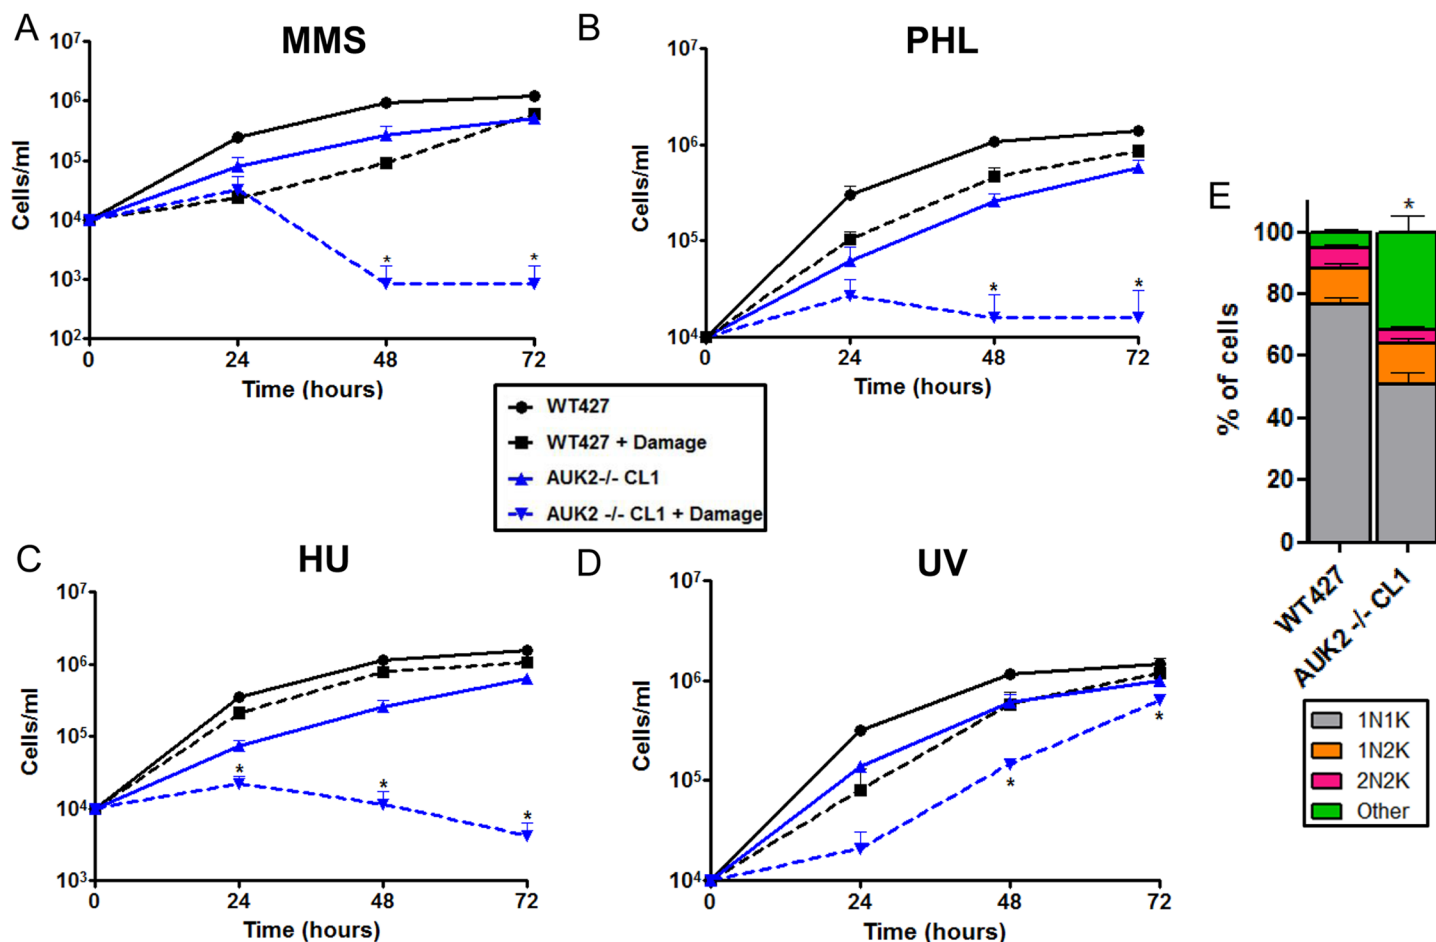 A
MMS
Cells/ml
10⁷
10⁶
10⁵
10⁴
10³
10²
*
*
0
24
48
72
Time (hours)
B
PHL
Cells/ml
10⁷
10⁶
10⁵
10⁴
*
*
0
24
48
72
Time (hours)
WT427
WT427 + Damage
AUK2-/- CL1
AUK2 -/- CL1 + Damage
C
HU
Cells/ml
10⁷
10⁶
10⁵
10⁴
10³
*
*
*
0
24
48
72
Time (hours)
D
UV
Cells/ml
10⁷
10⁶
10⁵
10⁴
*
*
0
24
48
72
Time (hours)
E
*
% of cells
100
80
60
40
20
0
WT427
AUK2 -/- CL1
1N1K
1N2K
2N2K
Other